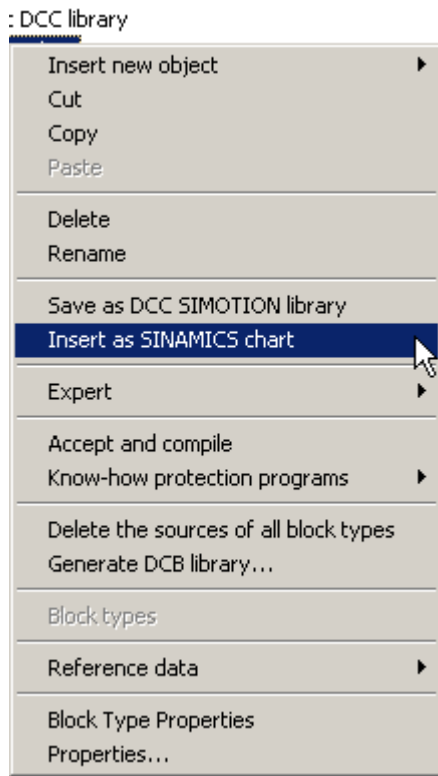 : DCC library
Insert new object
Cut
Copy
Paste
Delete
Rename
Save as DCC SIMOTION library
Insert as SINAMICS chart
Expert
Accept and compile
Know-how protection programs
Delete the sources of all block types
Generate DCB library...
Block types
Reference data
Block Type Properties
Properties...